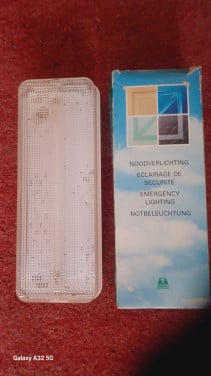 NOODVERLICHTING
ECLAIRAGE DE
SECURITE
EMERGENCY
LIGHTING
NOTBELEUCHTUNG
Galaxy A32 5G